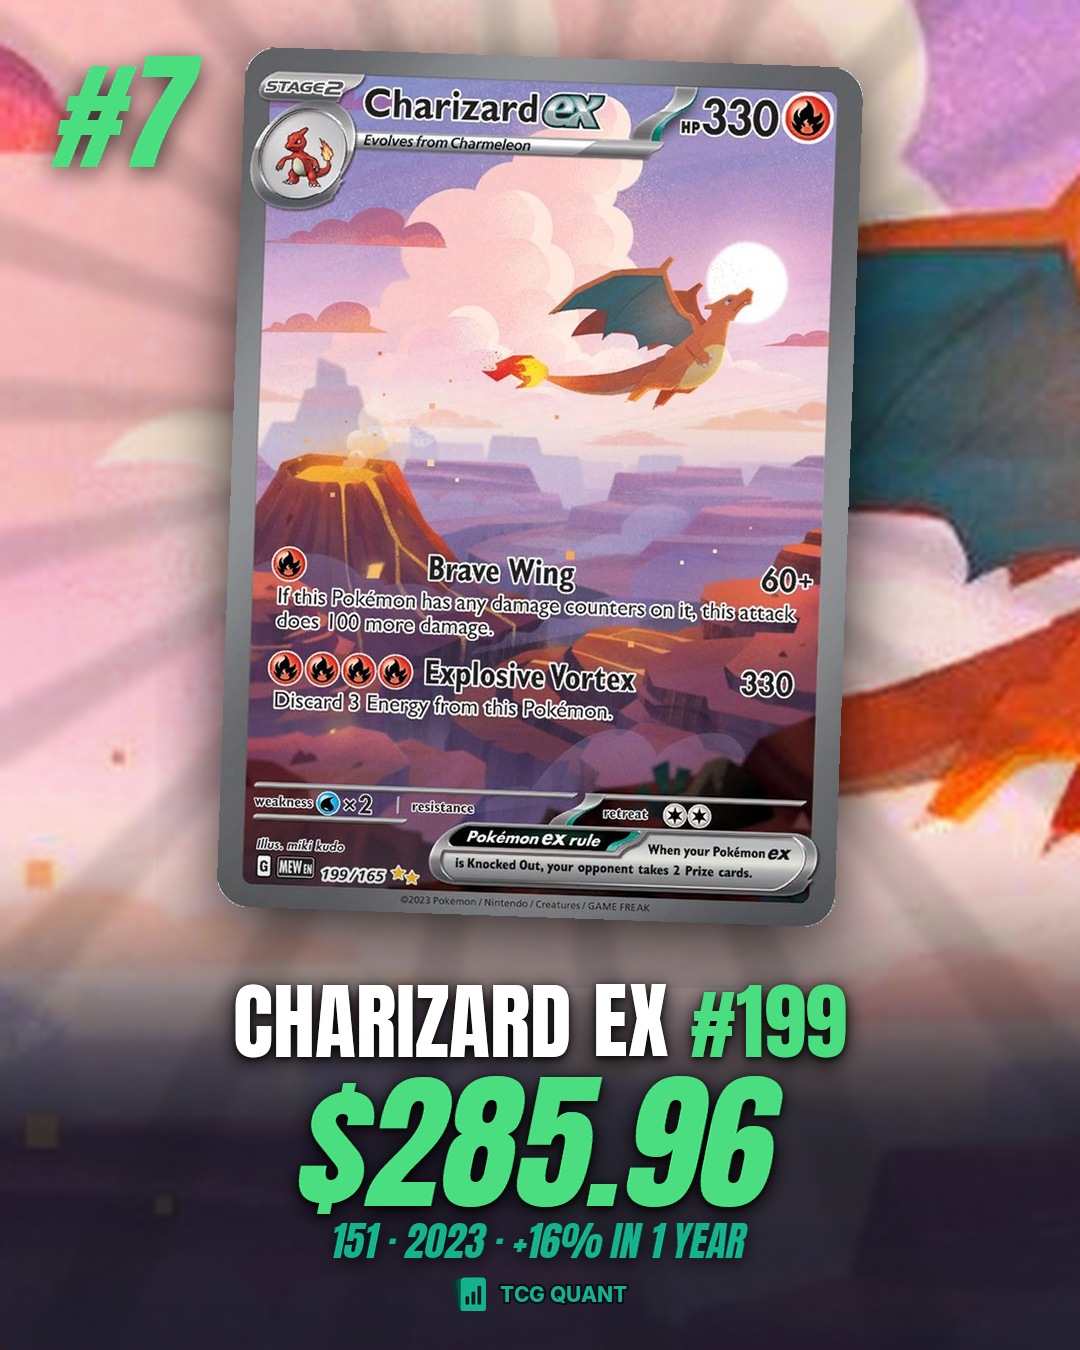 #7
STAGE2
Charizard ex
HP 330
Evolves from Charmeleon
Brave Wing 60+
If this Pokémon has any damage counters on it, this attack
does 100 more damage.
Explosive Vortex 330
Discard 3 Energy from this Pokémon.
weakness ×2 resistance retreat
Illus. miki kudo
Pokémon ex rule
When your Pokémon ex
is Knocked Out, your opponent takes 2 Prize cards.
G MEW EN 199/165
©2023 Pokémon / Nintendo / Creatures / GAME FREAK
CHARIZARD EX #199
$285.96
151 · 2023 · +16% IN 1 YEAR
TCG QUANT